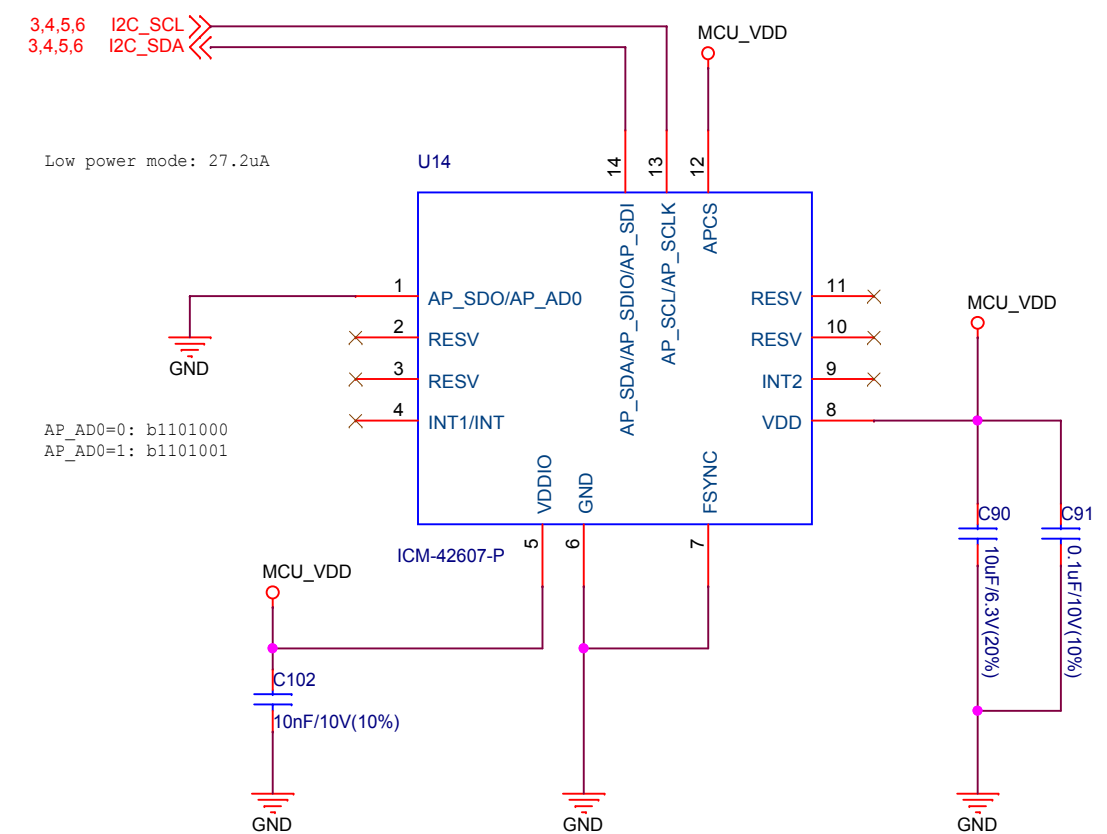 3,4,5,6 I2C_SCL
3,4,5,6 I2C_SDA
MCU_VDD
Low power mode: 27.2uA
U14
14
13
12
AP_SDA/AP_SDIO/AP_SDI
AP_SCL/AP_SCLK
APCS
1 AP_SDO/AP_AD0
2 RESV
3 RESV
4 INT1/INT
RESV 11
RESV 10
INT2 9
VDD 8
GND
AP_AD0=0: b1101000
AP_AD0=1: b1101001
VDDIO
GND
FSYNC
5
6
7
ICM-42607-P
MCU_VDD
C90
10uF/6.3V(20%)
C91
0.1uF/10V(10%)
MCU_VDD
C102
10nF/10V(10%)
GND
GND
GND